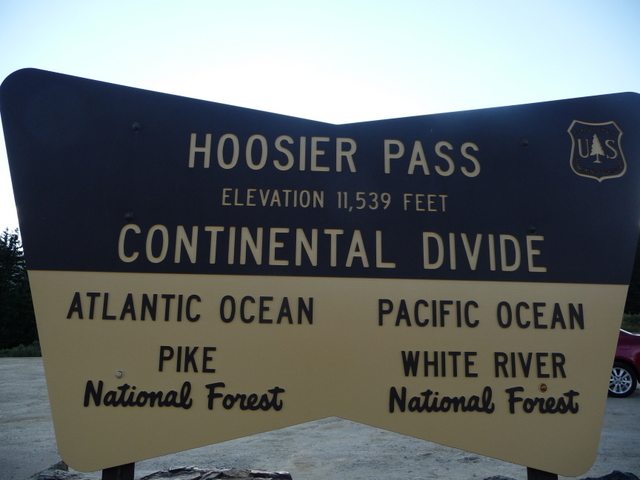 HOOSIER PASS
U S
ELEVATION 11,539 FEET
CONTINENTAL DIVIDE
ATLANTIC OCEAN
PACIFIC OCEAN
PIKE
National Forest
WHITE RIVER
National Forest